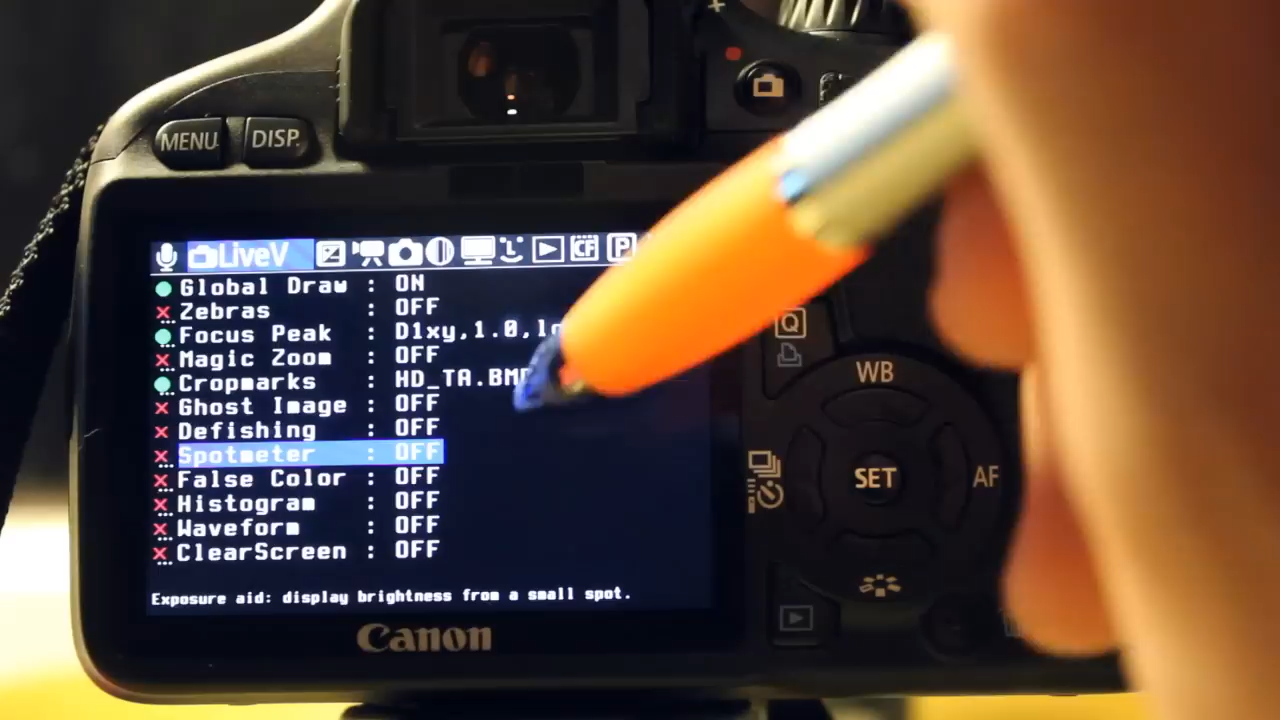 MENU DISP.
LiveV CF P
Global Draw : ON
Zebras : OFF
Focus Peak : D1xy,1.0,
Magic Zoom : OFF
Cropmarks : HD_TA.BMP
Ghost Image : OFF
Defishing : OFF
Spotmeter : OFF
False Color : OFF
Histogram : OFF
Waveform : OFF
ClearScreen : OFF
Exposure aid: display brightness from a small spot.
Canon
Q
WB
SET
AF